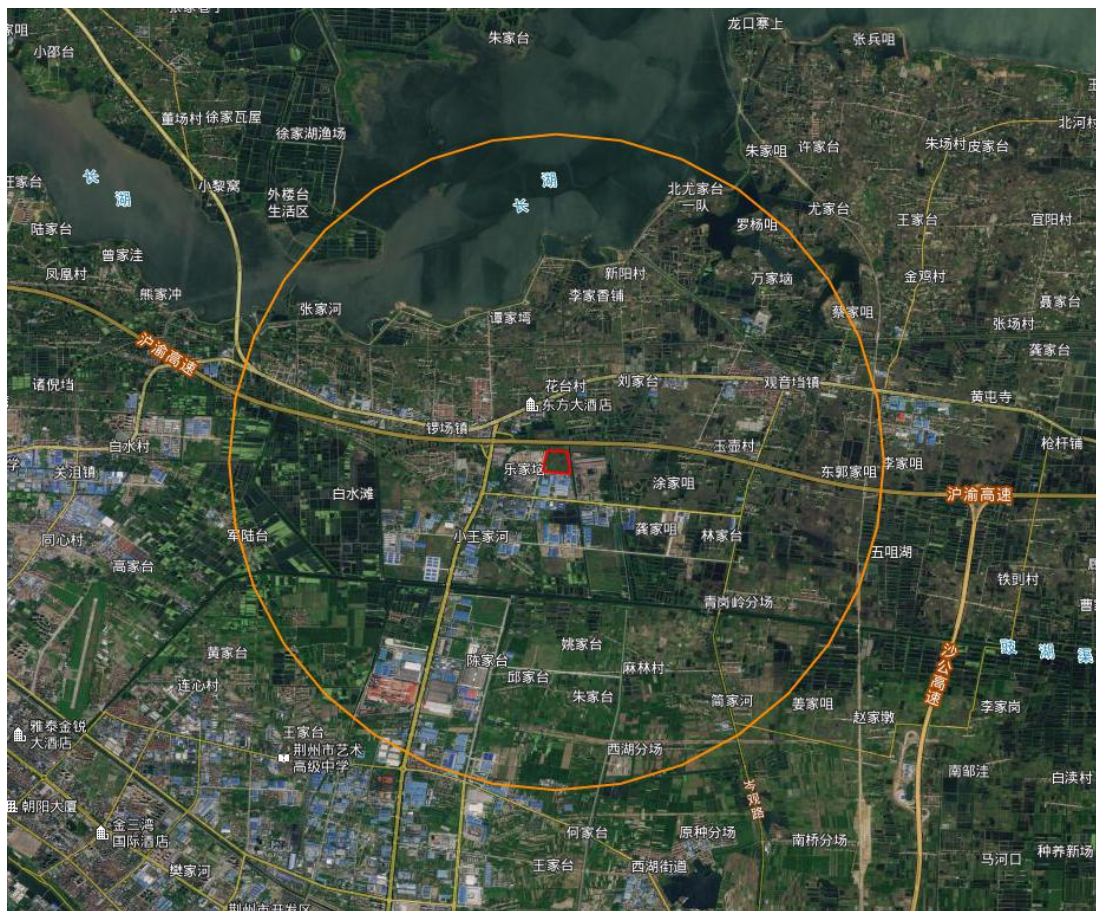 朱家台
龙口寨上
张兵咀
小邵台
董场村
徐家瓦屋
徐家湖渔场
北河村
朱场村
皮家台
朱家咀
许家台
长
湖
小黎窝
外楼台
生活区
长
湖
北尤家台
一队
罗杨咀
尤家台
王家台
宜阳村
陆家台
曾家洼
凤凰村
熊家冲
张家河
谭家塆
新阳村
李家香铺
万家垴
蔡家咀
金鸡村
聂家台
张场村
龚家台
沪渝高速
诸倪垱
花台村
刘家台
观音垱镇
黄屯寺
东方大酒店
锣场镇
白水村
关沮镇
玉壶村
枪杆铺
乐家垴
涂家咀
东郭家咀
李家咀
沪渝高速
白水滩
军陆台
小王家河
龚家咀
林家台
同心村
高家台
五咀湖
铁剅村
青岗岭分场
豉
湖
渠
黄家台
连心村
陈家台
邱家台
姚家台
麻林村
朱家台
简家河
姜家咀
赵家墩
沙公高速
李家岗
雅泰金锐
大酒店
王家台
荆州市艺术
高级中学
西湖分场
南邹洼
白渎村
朝阳大厦
金三湾
国际酒店
岑观路
何家台
原种分场
南桥分场
樊家河
王家台
西湖街道
马河口
种养新场